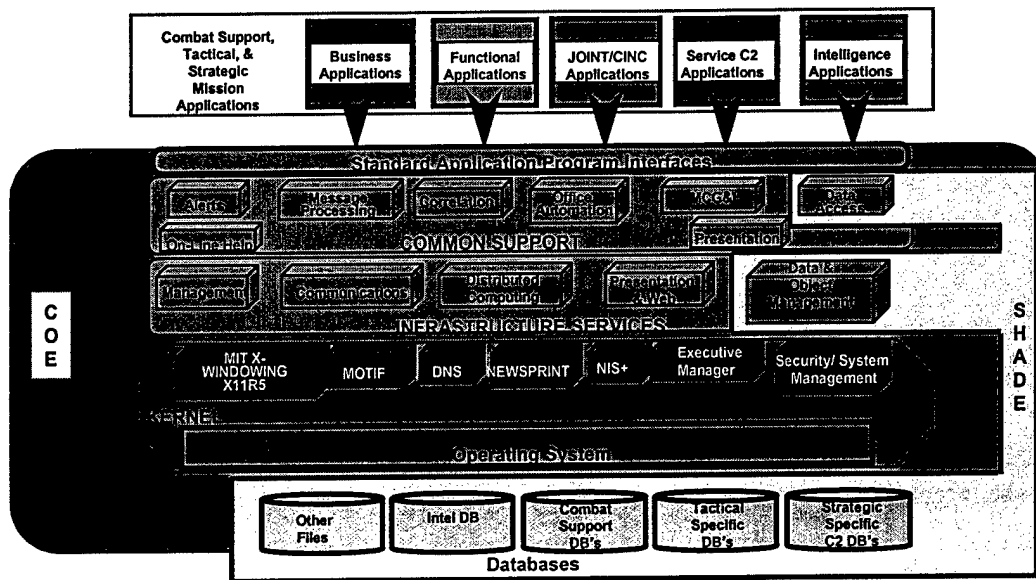 Combat Support,
Tactical, &
Strategic
Mission
Applications
Business
Applications
Functional
Applications
JOINT/CINC
Applications
Service C2
Applications
Intelligence
Applications
Standard Application Program Interfaces
Alerts
Message
Processing
Correlation
Office
Automation
MCG&I
Data
Access
On-Line Help
COMMON SUPPORT
Presentation
Management
Communications
Distributed
Computing
Presentation
& Web
Data &
Object
Management
INFRASTRUCTURE SERVICES
COE
SHADE
MIT X-
WINDOWING
X11R5
MOTIF
DNS
NEWSPRINT
NIS+
Executive
Manager
Security/ System
Management
KERNEL
Operating System
Other
Files
Intel DB
Combat
Support
DB's
Tactical
Specific
DB's
Strategic
Specific
C2 DB's
Databases